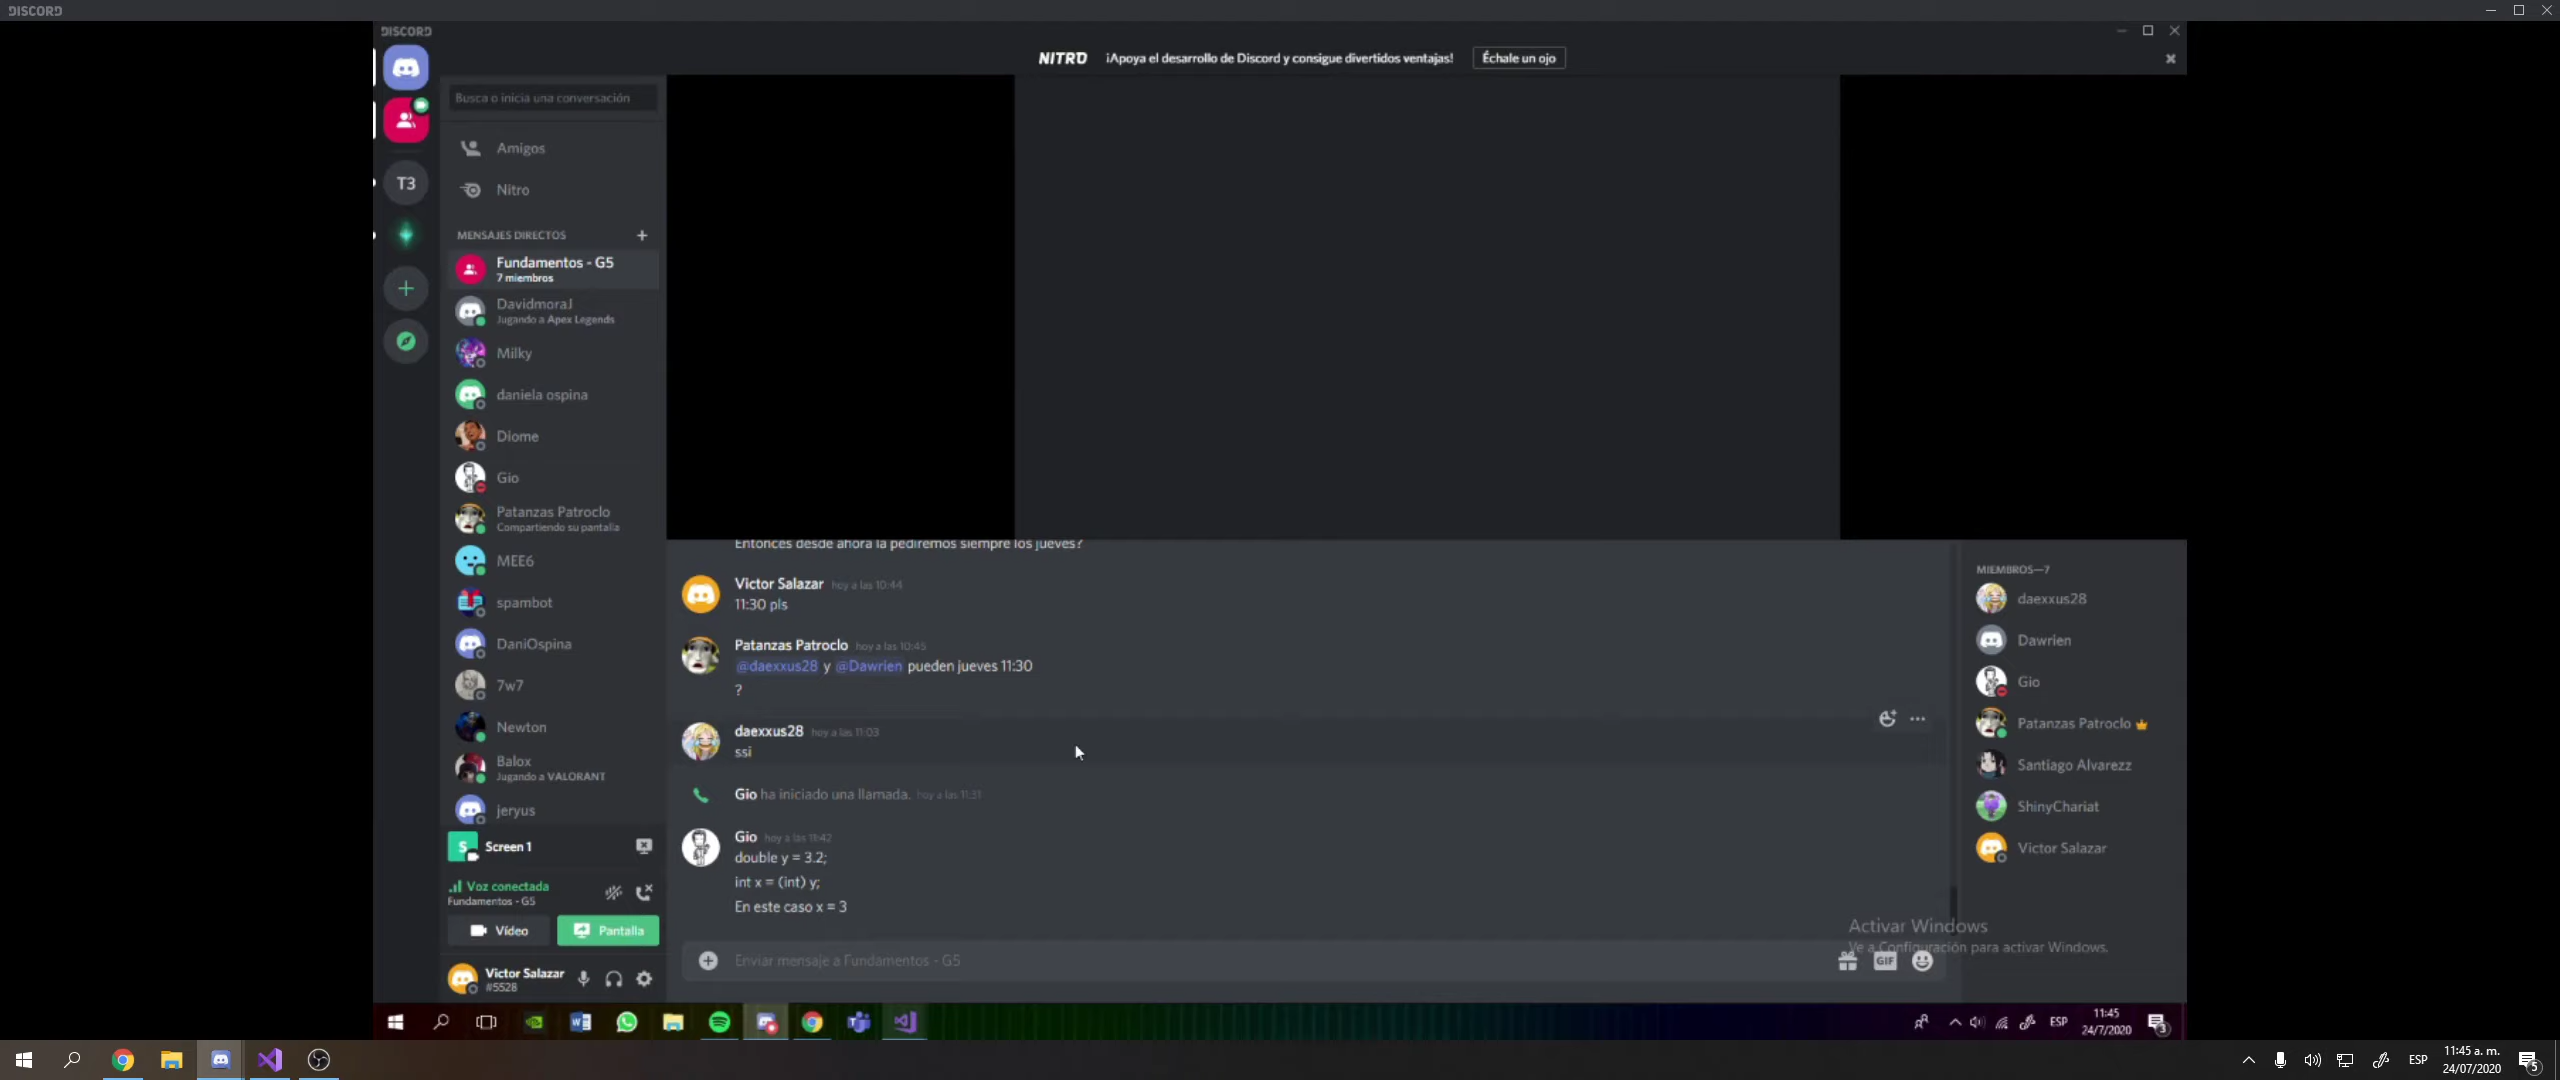 DISCORD
DISCORD
NITRO ¡Apoya el desarrollo de Discord y consigue divertidos ventajas! Échale un ojo
Busca o inicia una conversación
Amigos
Nitro
MENSAJES DIRECTOS
Fundamentos - G5
7 miembros
DavidmoraJ
Jugando a Apex Legends
Milky
daniela ospina
Diome
Gio
Patanzas Patroclo
Compartiendo su pantalla
MEE6
spambot
DaniOspina
7w7
Newton
Balox
Jugando a VALORANT
jeryus
Screen 1
Voz conectada
Fundamentos - G5
Vídeo
Pantalla
Victor Salazar
#5528
T3
Entonces desde ahora la pediremos siempre los jueves?
Victor Salazar hoy a las 10:44
11:30 pls
Patanzas Patroclo hoy a las 10:45
@daexxus28 y @Dawrien pueden jueves 11:30
?
daexxus28 hoy a las 11:03
ssi
Gio ha iniciado una llamada. hoy a las 11:31
Gio hoy a las 11:42
double y = 3.2;
int x = (int) y;
En este caso x = 3
Enviar mensaje a Fundamentos - G5
GIF
MIEMBROS—7
daexxus28
Dawrien
Gio
Patanzas Patroclo
Santiago Alvarezz
ShinyChariat
Victor Salazar
Activar Windows
Ve a Configuración para activar Windows.
ESP
11:45
24/7/2020
3
ESP
11:45 a. m.
24/07/2020
5